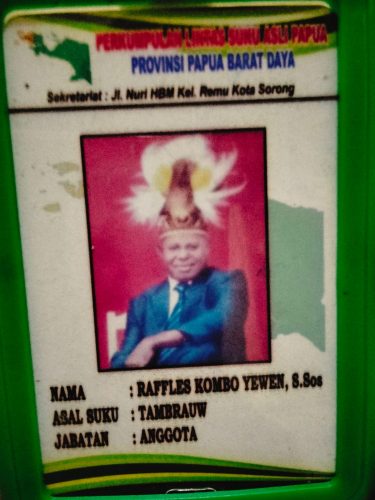 PERKUMPULAN LINTAS SUKU ASLI PAPUA
PROVINSI PAPUA BARAT DAYA
Sekretariat : Jl. Nuri HBM Kel. Remu Kota Sorong
NAMA : RAFFLES KOMBO YEWEN, S.Sos
ASAL SUKU : TAMBRAUW
JABATAN : ANGGOTA